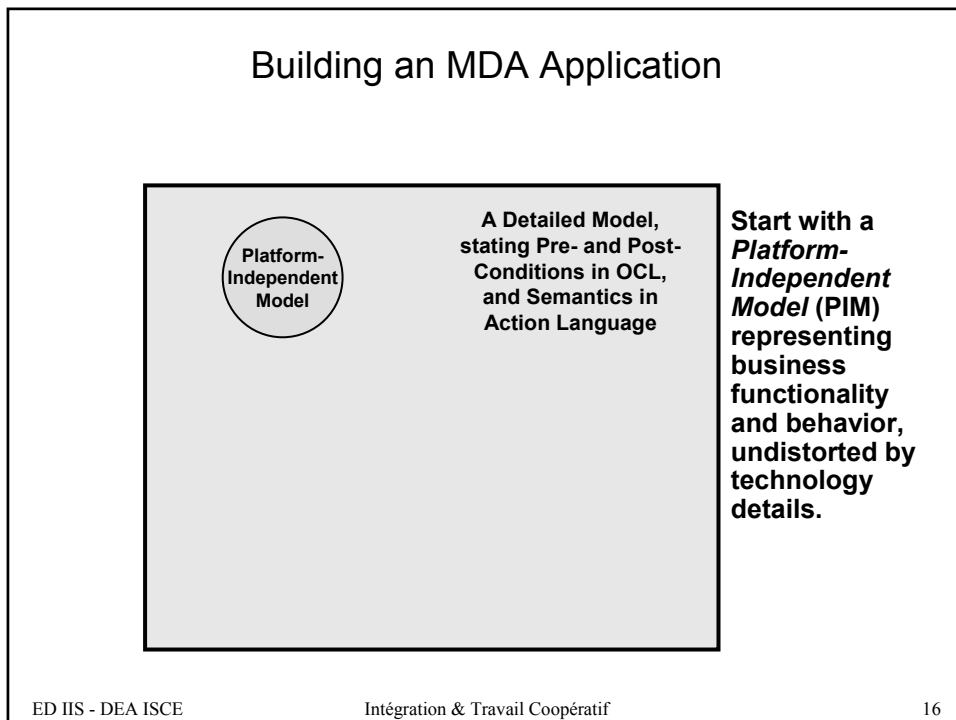 Building an MDA Application
Platform-
Independent
Model
A Detailed Model,
stating Pre- and Post-
Conditions in OCL,
and Semantics in
Action Language
Start with a
Platform-
Independent
Model (PIM)
representing
business
functionality
and behavior,
undistorted by
technology
details.
ED IIS - DEA ISCE
Intégration & Travail Coopératif
16